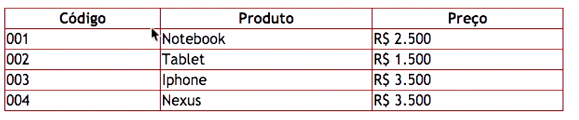 Código Produto Preço
001 Notebook R$ 2.500
002 Tablet R$ 1.500
003 Iphone R$ 3.500
004 Nexus R$ 3.500